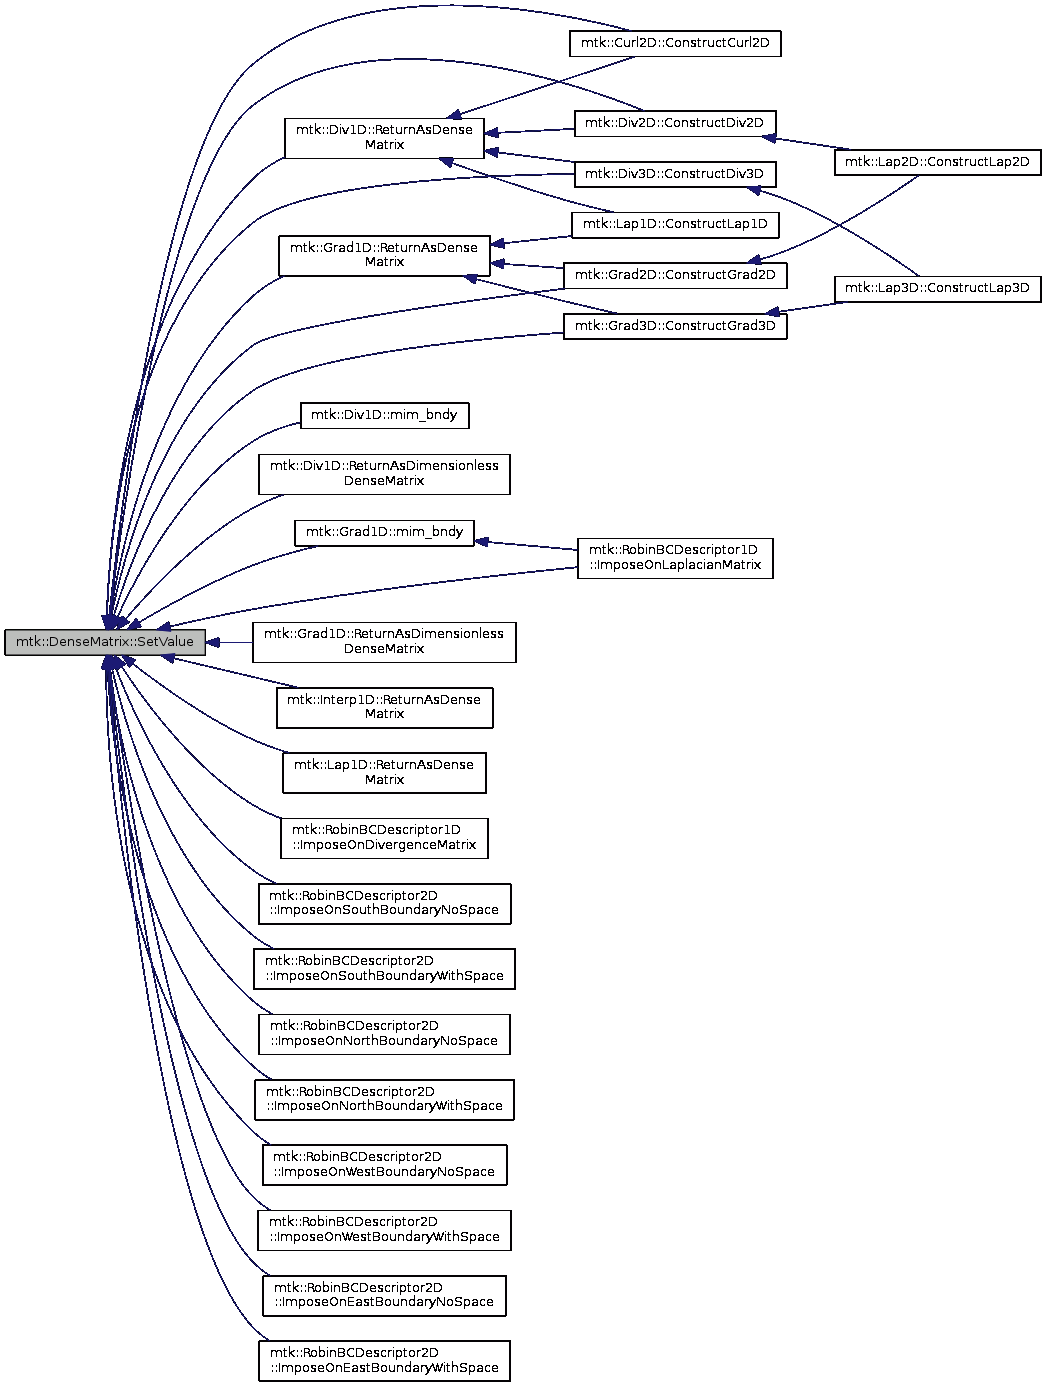 mtk::Curl2D::ConstructCurl2D
mtk::Div1D::ReturnAsDense
Matrix
mtk::Div2D::ConstructDiv2D
mtk::Lap2D::ConstructLap2D
mtk::Div3D::ConstructDiv3D
mtk::Lap1D::ConstructLap1D
mtk::Grad1D::ReturnAsDense
Matrix
mtk::Grad2D::ConstructGrad2D
mtk::Lap3D::ConstructLap3D
mtk::Grad3D::ConstructGrad3D
mtk::Div1D::mim_bndy
mtk::Div1D::ReturnAsDimensionless
DenseMatrix
mtk::Grad1D::mim_bndy
mtk::RobinBCDescriptor1D
::ImposeOnLaplacianMatrix
mtk::DenseMatrix::SetValue
mtk::Grad1D::ReturnAsDimensionless
DenseMatrix
mtk::Interp1D::ReturnAsDense
Matrix
mtk::Lap1D::ReturnAsDense
Matrix
mtk::RobinBCDescriptor1D
::ImposeOnDivergenceMatrix
mtk::RobinBCDescriptor2D
::ImposeOnSouthBoundaryNoSpace
mtk::RobinBCDescriptor2D
::ImposeOnSouthBoundaryWithSpace
mtk::RobinBCDescriptor2D
::ImposeOnNorthBoundaryNoSpace
mtk::RobinBCDescriptor2D
::ImposeOnNorthBoundaryWithSpace
mtk::RobinBCDescriptor2D
::ImposeOnWestBoundaryNoSpace
mtk::RobinBCDescriptor2D
::ImposeOnWestBoundaryWithSpace
mtk::RobinBCDescriptor2D
::ImposeOnEastBoundaryNoSpace
mtk::RobinBCDescriptor2D
::ImposeOnEastBoundaryWithSpace